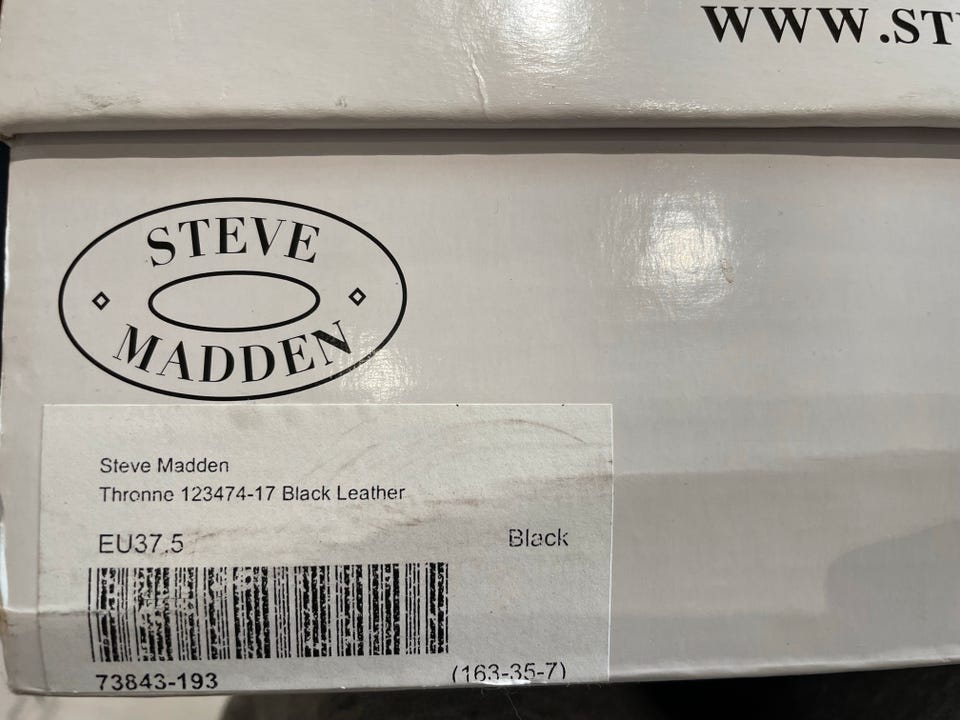 WWW.ST
STEVE
MADDEN
Steve Madden
Thronne 123474-17 Black Leather
EU37.5
Black
73843-193
(163-35-7)